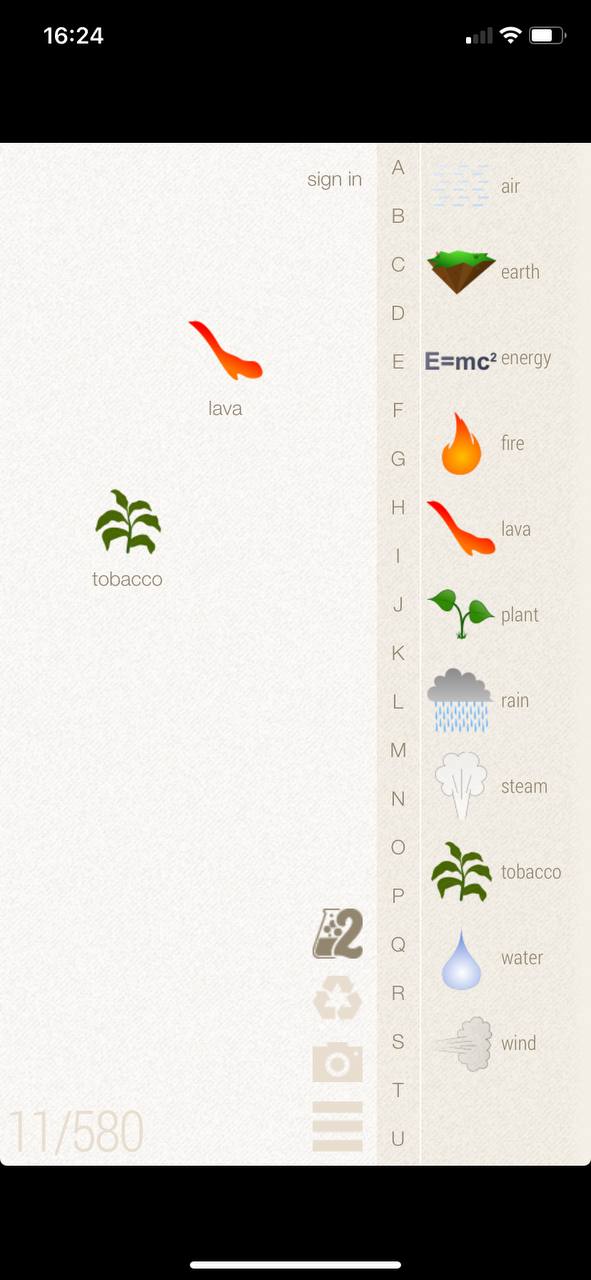 16:24
sign in
lava
tobacco
11/580
2
A
B
C
D
E
F
G
H
I
J
K
L
M
N
O
P
Q
R
S
T
U
air
earth
E=mc² energy
fire
lava
plant
rain
steam
tobacco
water
wind